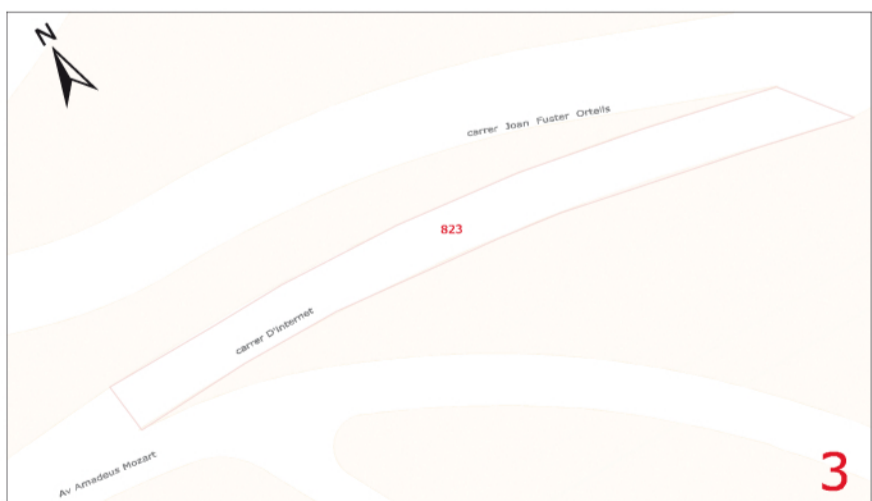 N
carrer Joan Fuster Ortells
823
carrer D'internet
Av Amadeus Mozart
3